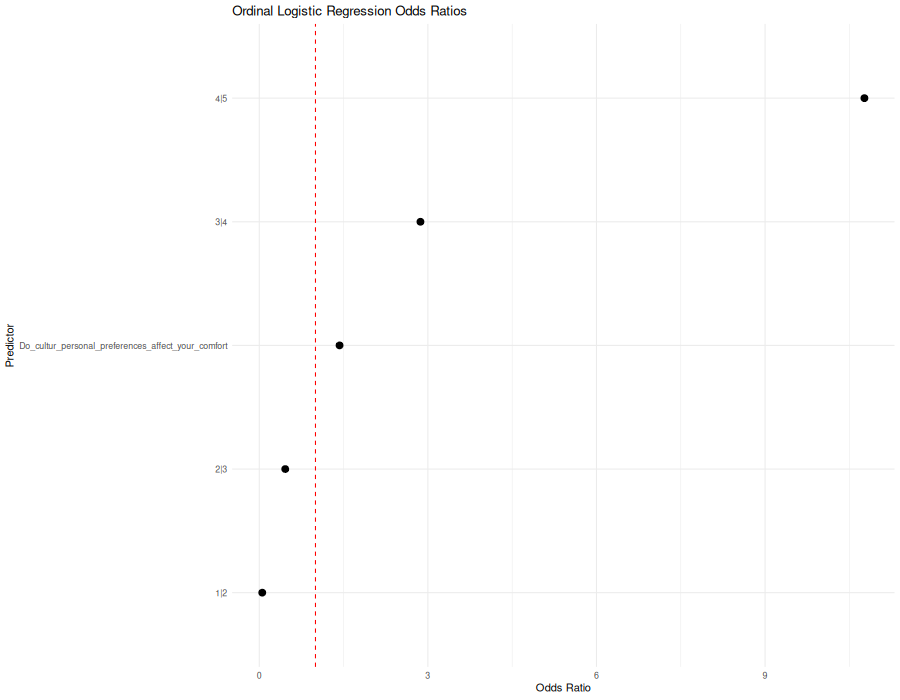 Ordinal Logistic Regression Odds Ratios
4|5
3|4
Do_cultur_personal_preferences_affect_your_comfort
2|3
1|2
Predictor
0 3 6 9
Odds Ratio